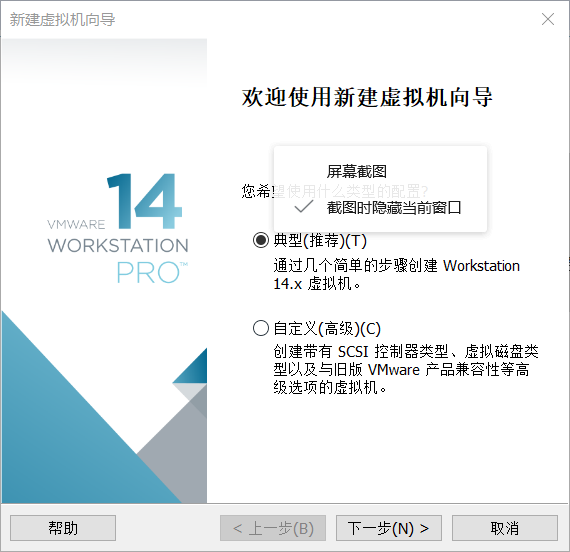 新建虚拟机向导
欢迎使用新建虚拟机向导
屏幕截图
您希望使用什么类型的配置?
截图时隐藏当前窗口
14
VMWARE
WORKSTATION
PRO™
典型(推荐)(T)
通过几个简单的步骤创建 Workstation
14.x 虚拟机。
自定义(高级)(C)
创建带有 SCSI 控制器类型、虚拟磁盘类
型以及与旧版 VMware 产品兼容性等高
级选项的虚拟机。
帮助
< 上一步(B)
下一步(N) >
取消